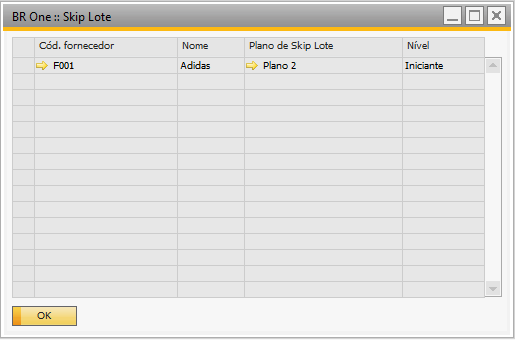 BR One :: Skip Lote
Cód. fornecedor Nome Plano de Skip Lote Nível
F001 Adidas Plano 2 Iniciante
OK